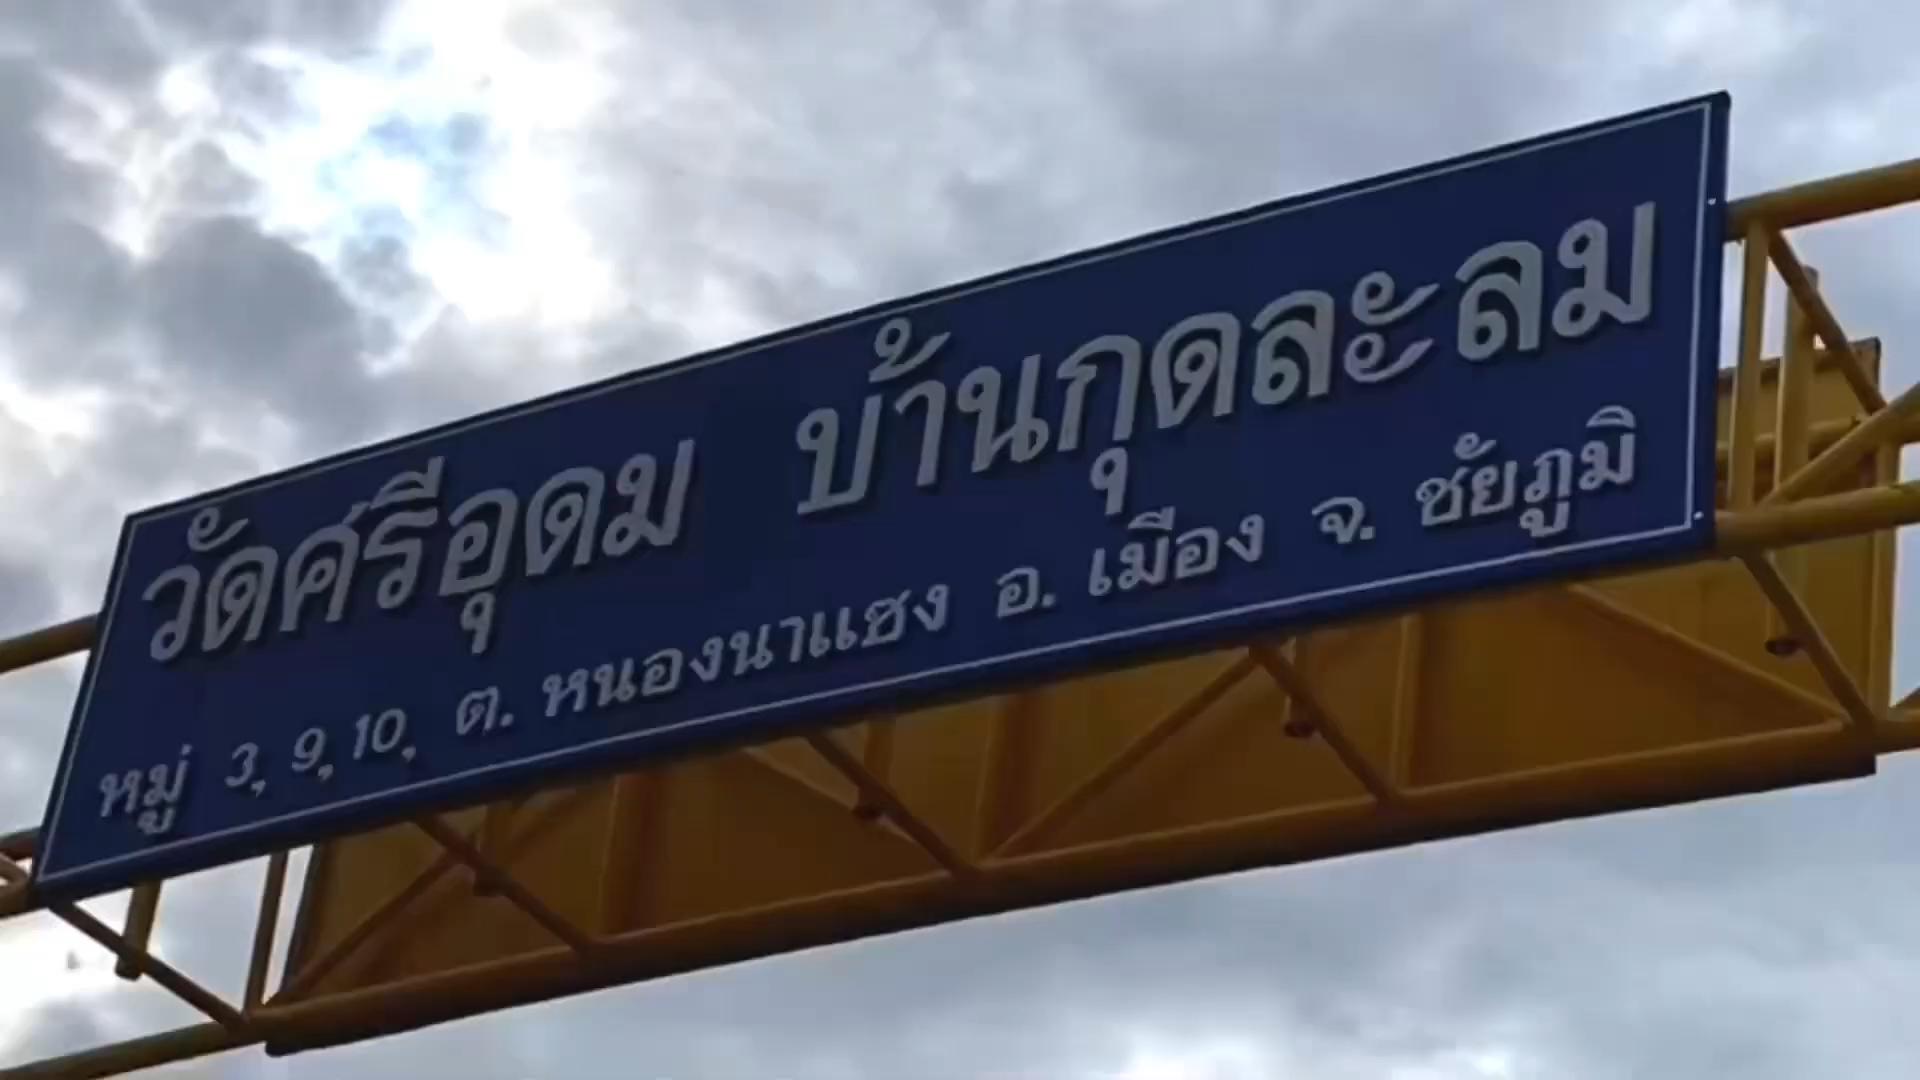 วัดศรีอุดม บ้านกุดละลม
หมู่ 3, 9, 10, ต. หนองนาแซง อ. เมือง จ. ชัยภูมิ